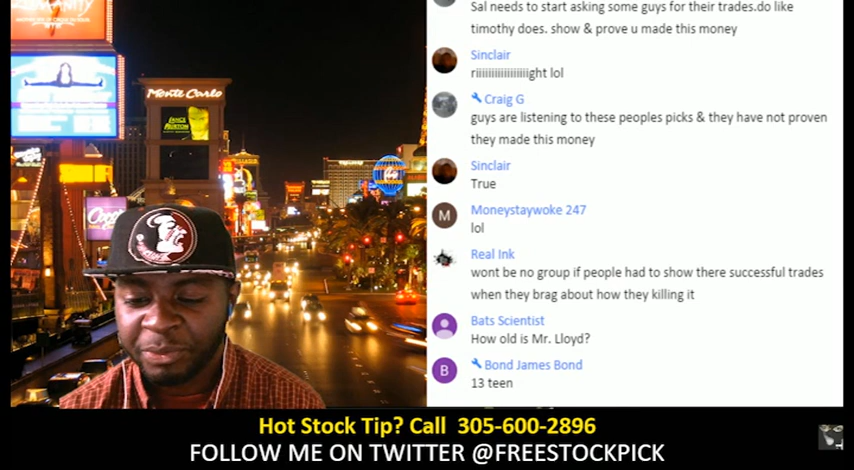 Monte Carlo
LANCE
BURTON
Coco
Sal needs to start asking some guys for their trades.do like
timothy does. show & prove u made this money
Sinclair
riiiiiiiiiiiiiiiiiight lol
Craig G
guys are listening to these peoples picks & they have not proven
they made this money
Sinclair
True
M
Moneystaywoke 247
lol
Real Ink
wont be no group if people had to show there successful trades
when they brag about how they killing it
Bats Scientist
How old is Mr. Lloyd?
B
Bond James Bond
13 teen
Hot Stock Tip? Call 305-600-2896
FOLLOW ME ON TWITTER @FREESTOCKPICK